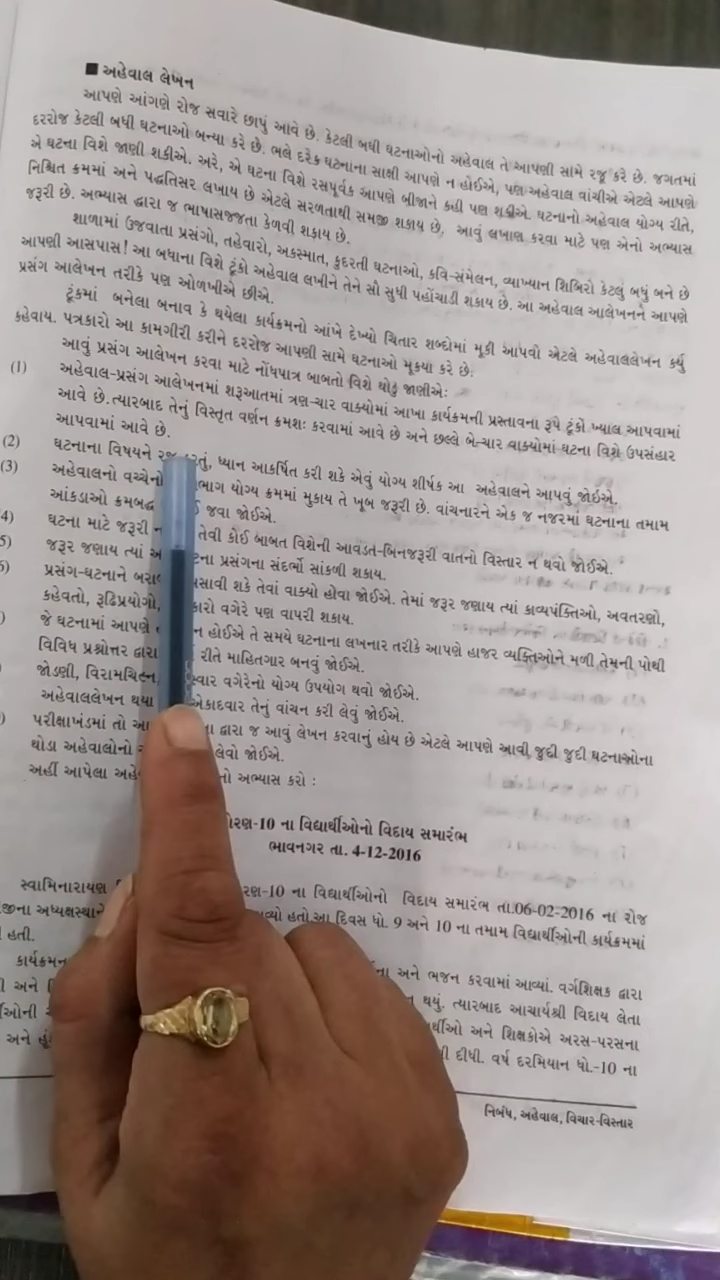 ■ અહેવાલ લેખન
આપણે આંગણે રોજ સવારે છાપું આવે છે. કેટલી બધી ઘટનાઓનો અહેવાલ તે આપણી સામે રજૂ કરે છે. જગતમાં
દરરોજ કેટલી બધી ઘટનાઓ બન્યા કરે છે. ભલે દરેક ઘટનાના સાક્ષી આપણે ન હોઈએ, પણ અહેવાલ વાંચીએ એટલે આપણે
એ ઘટના વિશે જાણી શકીએ. અરે, એ ઘટના વિશે રસપૂર્વક આપણે બીજાને કહી પણ શકીએ. ઘટનાનો અહેવાલ યોગ્ય રીતે,
નિશ્ચિત ક્રમમાં અને પદ્ધતિસર લખાય છે એટલે સરળતાથી સમજી શકાય છે, આવું લખાણ કરવા માટે પણ એનો અભ્યાસ
જરૂરી છે. અભ્યાસ દ્વારા જ ભાષાસજ્જતા કેળવી શકાય છે.
શાળામાં ઉજવાતા પ્રસંગો, તહેવારો, અકસ્માત, કુદરતી ઘટનાઓ, કવિ-સંમેલન, વ્યાખ્યાન શિબિરો કેટલું બધું બને છે
આપણી આસપાસ! આ બધાના વિશે ટૂંકો અહેવાલ લખીને તેને સૌ સુધી પહોંચાડી શકાય છે. આ અહેવાલ આલેખનને આપણે
પ્રસંગ આલેખન તરીકે પણ ઓળખીએ છીએ.
ટૂંકમાં બનેલા બનાવ કે થયેલા કાર્યક્રમનો આંખે દેખ્યો ચિતાર શબ્દોમાં મૂકી આપવો એટલે અહેવાલલેખન કર્યું
કહેવાય. પત્રકારો આ કામગીરી કરીને દરરોજ આપણી સામે ઘટનાઓ મૂક્યા કરે છે.
આવું પ્રસંગ આલેખન કરવા માટે નોંધપાત્ર બાબતો વિશે થોડું જાણીએ:
(1) અહેવાલ-પ્રસંગ આલેખનમાં શરૂઆતમાં ત્રણ-ચાર વાક્યોમાં આખા કાર્યક્રમની પ્રસ્તાવના રૂપે ટૂંકો ખ્યાલ આપવામાં
આવે છે.ત્યારબાદ તેનું વિસ્તૃત વર્ણન ક્રમશઃ કરવામાં આવે છે અને છલ્લે બે-ચાર વાક્યોમાં ઘટના વિશે ઉપસંહાર
આપવામાં આવે છે.
(2) ઘટનાના વિષયને રજૂ કરતું, ધ્યાન આકર્ષિત કરી શકે એવું યોગ્ય શીર્ષક આ અહેવાલને આપવું જોઈએ.
(3) અહેવાલનો વચ્ચેનો ભાગ યોગ્ય ક્રમમાં મુકાય તે ખૂબ જરૂરી છે. વાંચનારને એક જ નજરમાં ઘટનાના તમામ
આંકડાઓ ક્રમબદ્ધ જવા જોઈએ.
4) ઘટના માટે જરૂરી ન તેવી કોઈ બાબત વિશેની આવડત-બિનજરૂરી વાતનો વિસ્તાર ન થવો જોઈએ.
5) જરૂર જણાય ત્યાં પ્રસંગના સંદર્ભો સાંકળી શકાય.
5) પ્રસંગ-ઘટનાને શકે તેવાં વાક્યો હોવા જોઈએ. તેમાં જરૂર જણાય ત્યાં કાવ્યપંક્તિઓ, અવતરણો,
કહેવતો, રૂઢિપ્રયોગો, વગેરે પણ વાપરી શકાય.
) જે ઘટનામાં આપણે ન હોઈએ તે સમયે ઘટનાના લખનાર તરીકે આપણે હાજર વ્યક્તિઓને મળી તેમની પોથી
વિવિધ પ્રશ્નોત્તર દ્વારા રીતે માહિતગાર બનવું જોઈએ.
જોડણી, વિરામચિહ્ન, વગેરેનો યોગ્ય ઉપયોગ થવો જોઈએ.
અહેવાલલેખન થયા એકાદવાર તેનું વાંચન કરી લેવું જોઈએ.
) પરીક્ષાખંડમાં તો દ્વારા જ આવું લેખન કરવાનું હોય છે એટલે આપણે આવી જુદી જુદી ઘટનાઓના
થોડા અહેવાલોનો લેવો જોઈએ.
અહીં આપેલા અભ્યાસ કરો :
10 ના વિદ્યાર્થીઓનો વિદાય સમારંભ
ભાવનગર તા. 4-12-2016
સ્વામિનારાયણ 10 ના વિદ્યાર્થીઓનો વિદાય સમારંભ તા.06-02-2016 ના રોજ
હતો.આ દિવસ ધો. 9 અને 10 ના તમામ વિદ્યાર્થીઓની કાર્યક્રમમાં
હતી.
અને ભજન કરવામાં આવ્યાં. વર્ગશિક્ષક દ્વારા
અને થયું. ત્યારબાદ આચાર્યશ્રી વિદાય લેતા
અને શિક્ષકોએ અરસ-પરસના
અને દીધી. વર્ષ દરમિયાન ધો.-10 ના
નિબંધ, અહેવાલ, વિચાર-વિસ્તાર